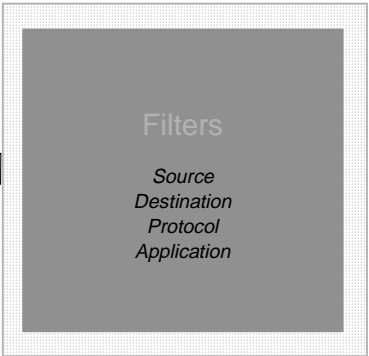 Filters
Source
Destination
Protocol
Application